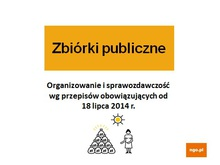 Zbiórki publiczne
Organizowanie i sprawozdawczość
wg przepisów obowiązujących od
18 lipca 2014 r.
ngo.pl